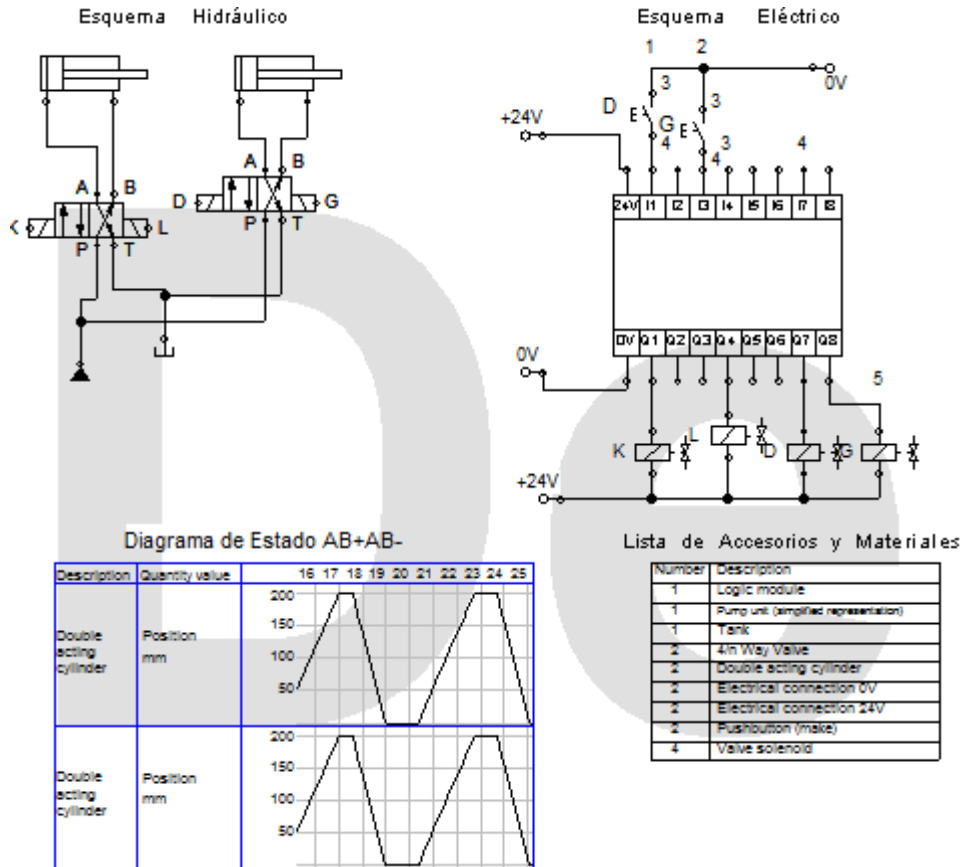 Esquema Hidráulico
A B
A B
D G
K L
P T
P T
Esquema Eléctrico
1 2
3 0V
D 3
+24V E G
E
4 3 4
4
24V I1 I2 I3 I4 I5 I6 I7 I8
0V Q1 Q2 Q3 Q4 Q5 Q6 Q7 Q8
0V
5
K L D G
+24V
Diagrama de Estado AB+AB-
Description Quantity value 16 17 18 19 20 21 22 23 24 25
Double acting cylinder
Position mm
200
150
100
50
Double acting cylinder
Position mm
200
150
100
50
Lista de Accesorios y Materiales
Number Description
1 Logic module
1 Pump unit (simplified representation)
1 Tank
2 4/n Way Valve
2 Double acting cylinder
2 Electrical connection 0V
2 Electrical connection 24V
2 Pushbutton (make)
4 Valve solenoid
De